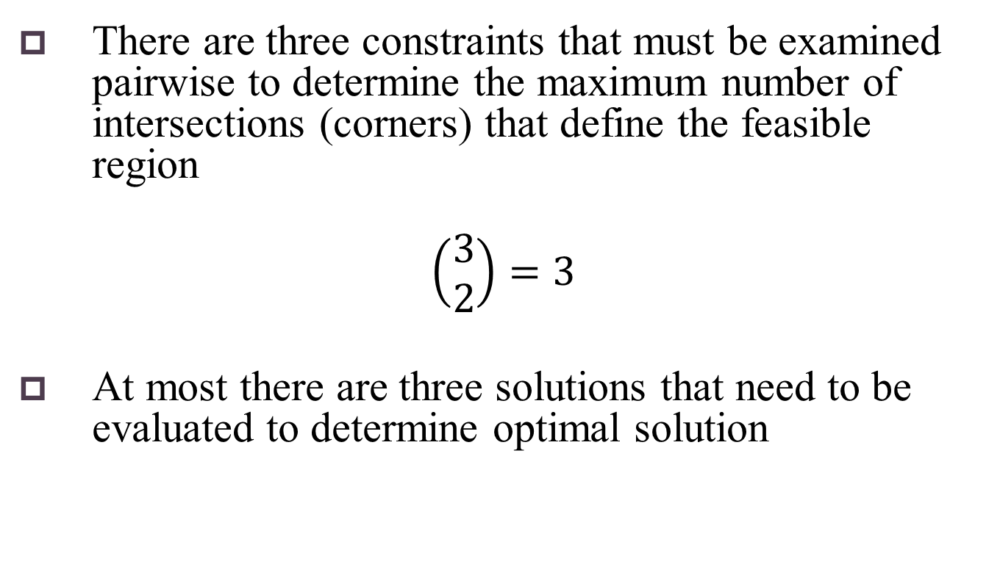 There are three constraints that must be examined
pairwise to determine the maximum number of
intersections (corners) that define the feasible
region
(3
2) = 3
At most there are three solutions that need to be
evaluated to determine optimal solution